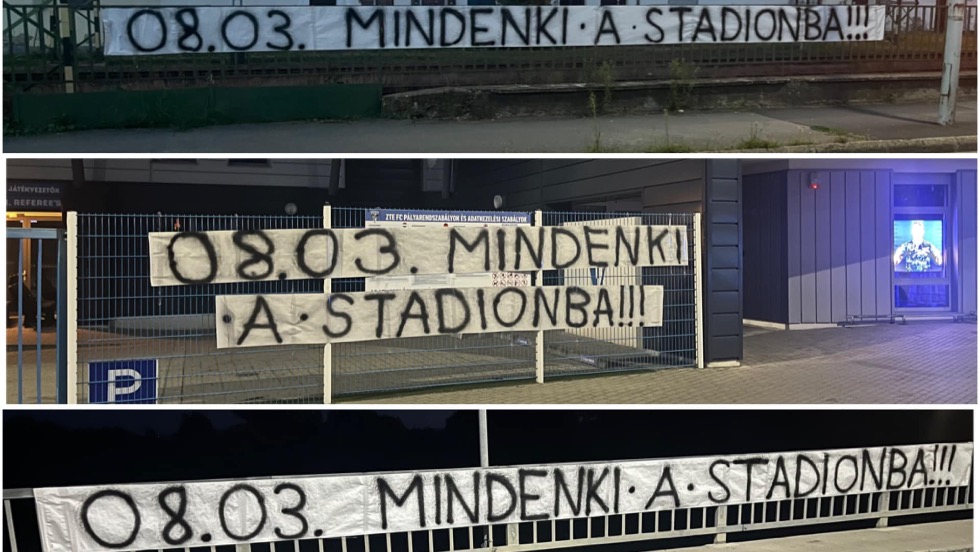 08.03. MINDENKI·A·STADIONBA!!!
JÁTÉKVEZETŐK
REFEREE'S
ZTE FC PÁLYARENDSZABÁLYOK ÉS ADATKEZELÉSI SZABÁLYOK
08.03. MINDENKI
·A·STADIONBA!!!
P
08.03. MINDENKI·A·STADIONBA!!!